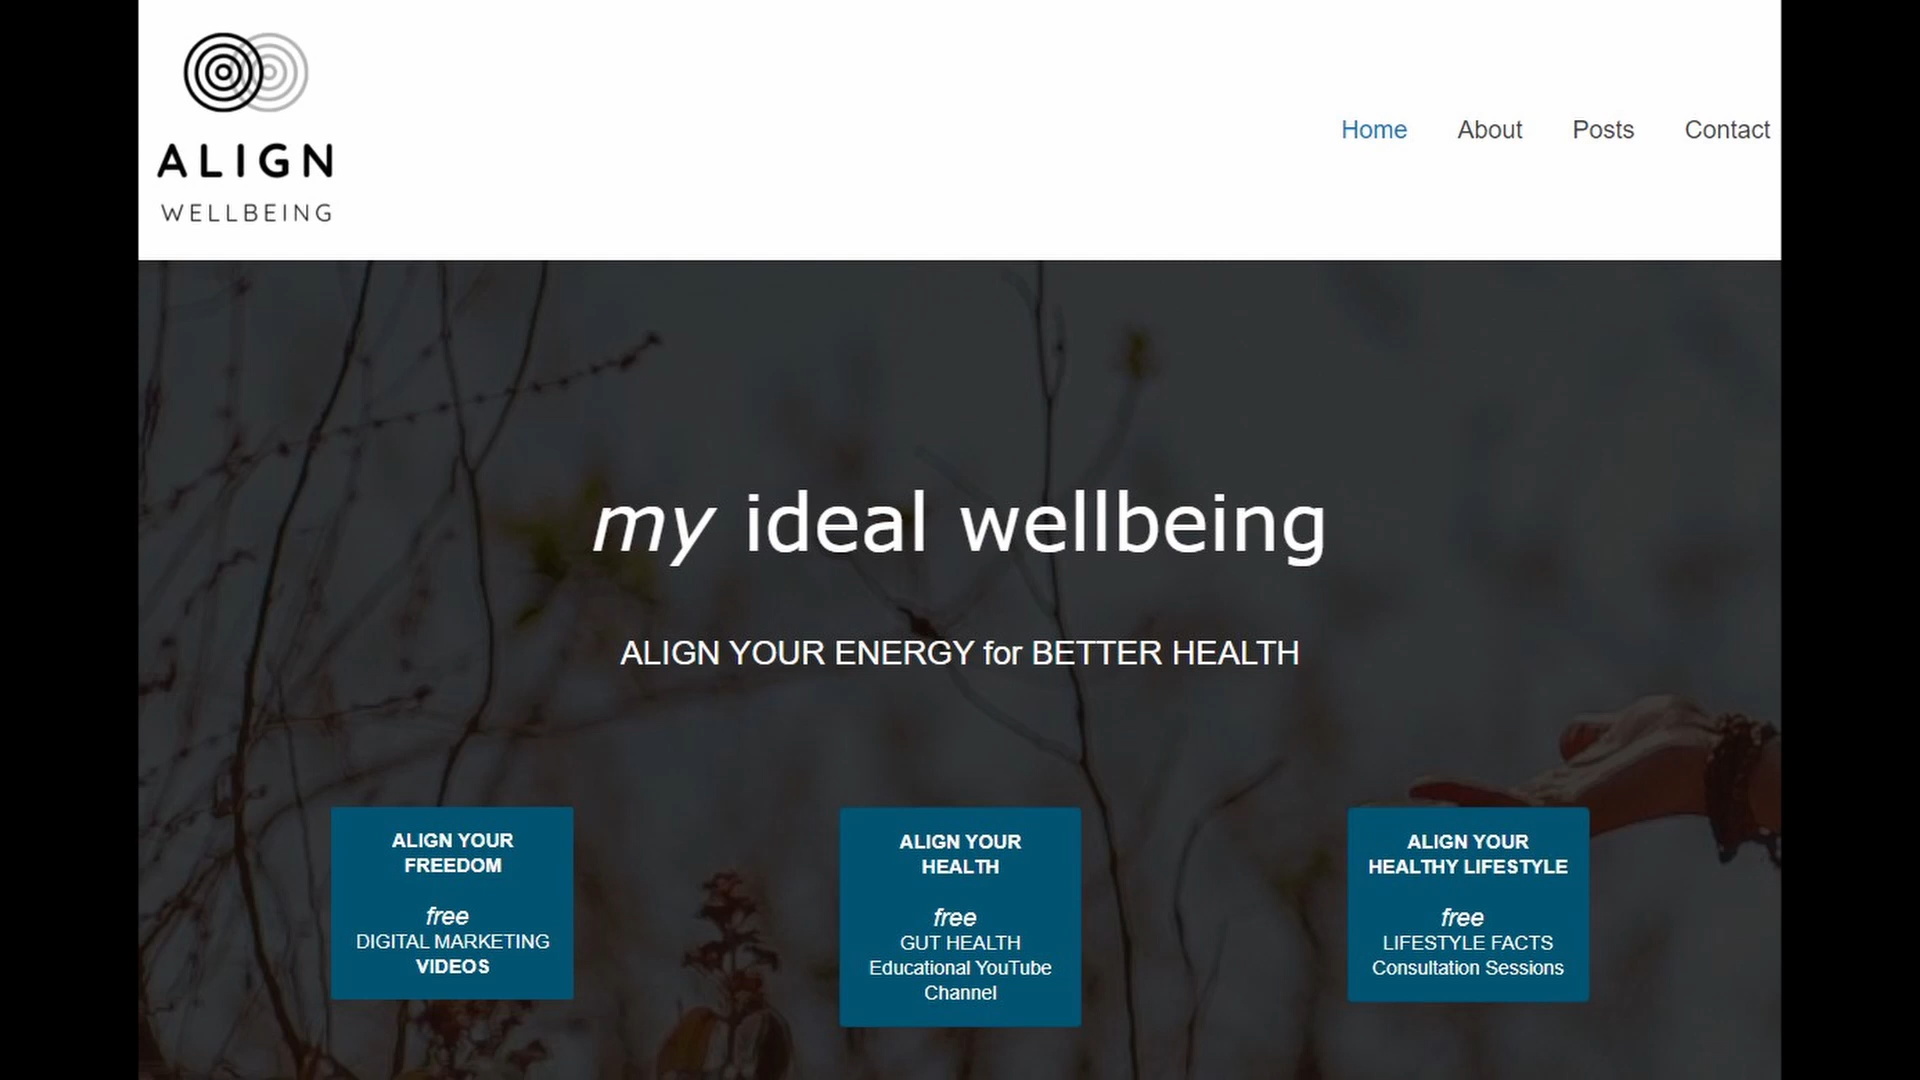 ALIGN
WELLBEING
Home
About
Posts
Contact
my ideal wellbeing
ALIGN YOUR ENERGY for BETTER HEALTH
ALIGN YOUR
FREEDOM
free
DIGITAL MARKETING
VIDEOS
ALIGN YOUR
HEALTH
free
GUT HEALTH
Educational YouTube
Channel
ALIGN YOUR
HEALTHY LIFESTYLE
free
LIFESTYLE FACTS
Consultation Sessions